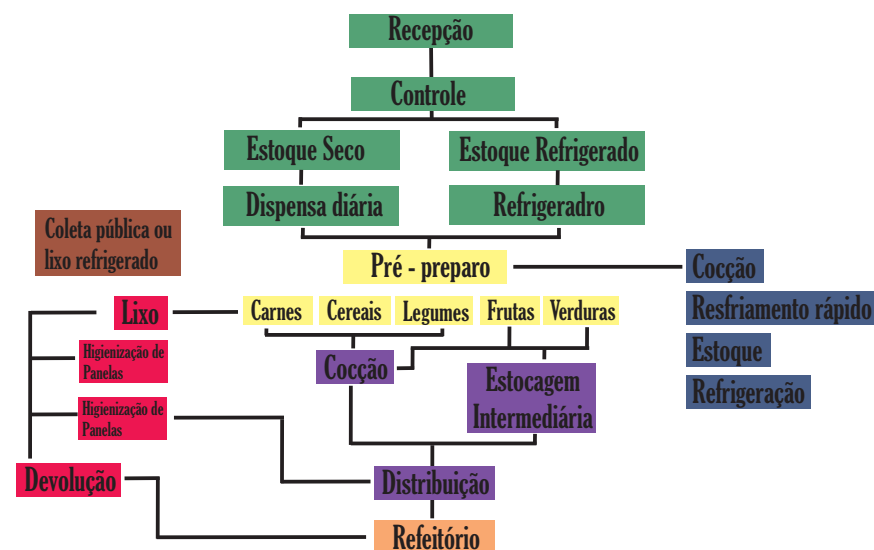 Recepção
Controle
Estoque Seco
Estoque Refrigerado
Dispensa diária
Refrigeradro
Coleta pública ou
lixo refrigerado
Pré - preparo
Cocção
Resfriamento rápido
Estoque
Refrigeração
Lixo
Carnes
Cereais
Legumes
Frutas
Verduras
Higienização de
Panelas
Cocção
Estocagem
Intermediária
Higienização de
Panelas
Devolução
Distribuição
Refeitório